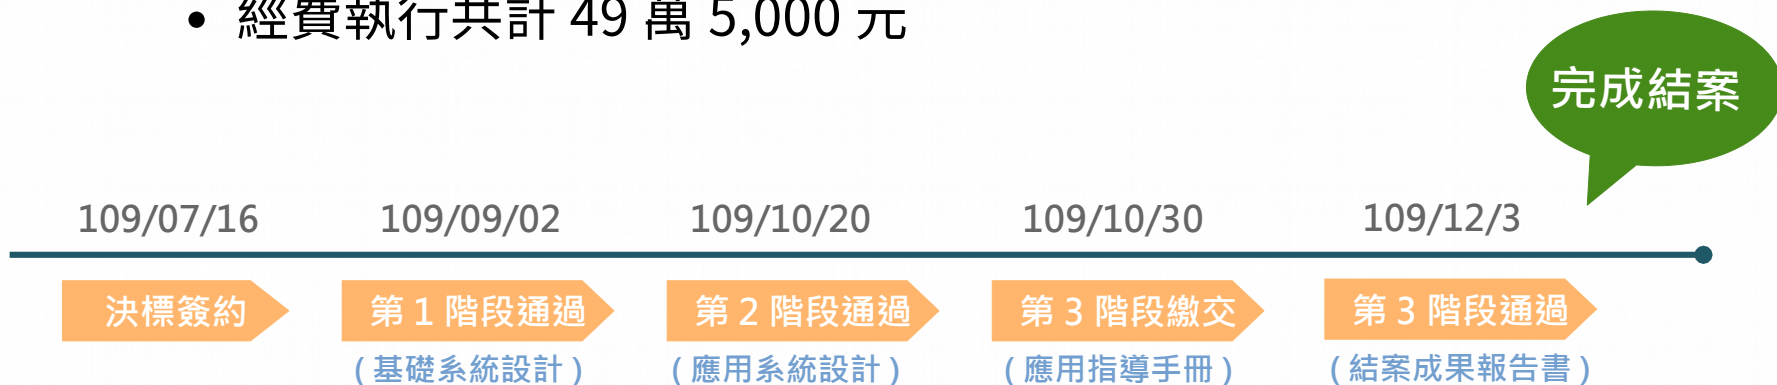 • 經費執行共計 49 萬 5,000 元
完成結案
109/07/16 109/09/02 109/10/20 109/10/30 109/12/3
決標簽約 第 1 階段通過 第 2 階段通過 第 3 階段繳交 第 3 階段通過
( 基礎系統設計 ) ( 應用系統設計 ) ( 應用指導手冊 ) ( 結案成果報告書 )